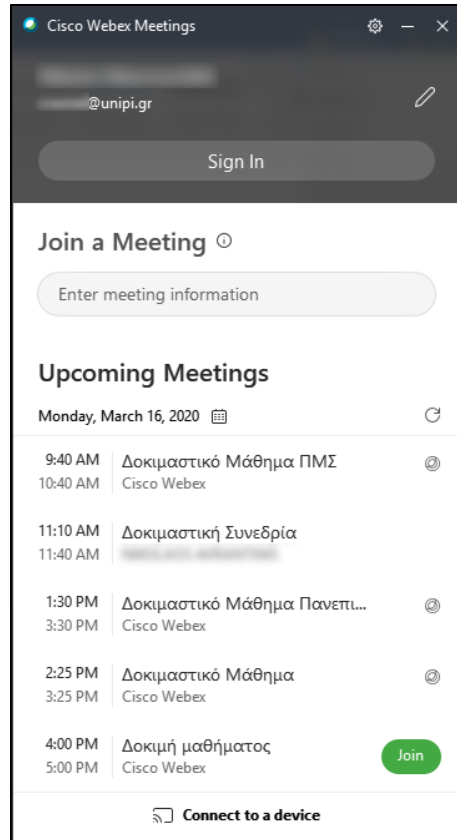 Cisco Webex Meetings
@unipi.gr
Sign In
Join a Meeting
Enter meeting information
Upcoming Meetings
Monday, March 16, 2020
9:40 AM Δοκιμαστικό Μάθημα ΠΜΣ
10:40 AM Cisco Webex
11:10 AM Δοκιμαστική Συνεδρία
11:40 AM
1:30 PM Δοκιμαστικό Μάθημα Πανεπι...
3:30 PM Cisco Webex
2:25 PM Δοκιμαστικό Μάθημα
3:25 PM Cisco Webex
4:00 PM Δοκιμή μαθήματος Join
5:00 PM Cisco Webex
Connect to a device